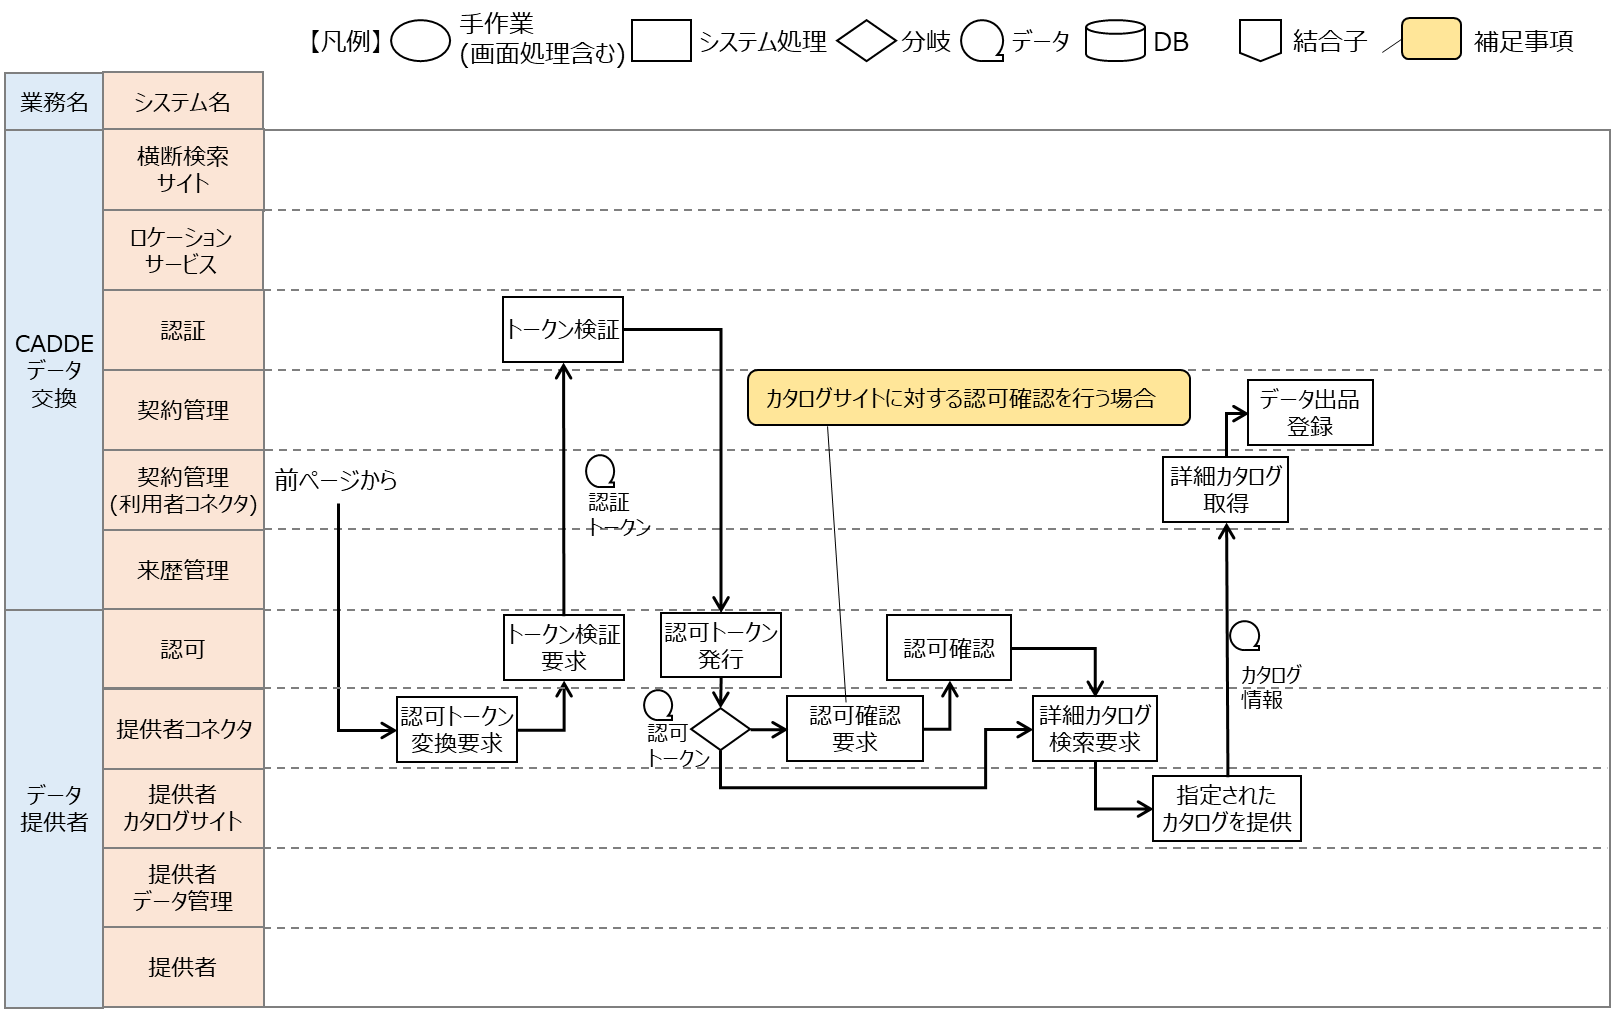 【凡例】
手作業
(画面処理含む)
システム処理
分岐
データ
DB
結合子
補足事項
業務名
システム名
CADDE
データ
交換
横断検索
サイト
ロケーション
サービス
認証
トークン検証
契約管理
カタログサイトに対する認可確認を行う場合
データ出品
登録
契約管理
(利用者コネクタ)
前ページから
認証
トークン
詳細カタログ
取得
来歴管理
データ
提供者
認可
トークン検証
要求
認可トークン
発行
認可確認
カタログ
情報
提供者コネクタ
認可トークン
変換要求
認可
トークン
認可確認
要求
詳細カタログ
検索要求
提供者
カタログサイト
指定された
カタログを提供
提供者
データ管理
提供者